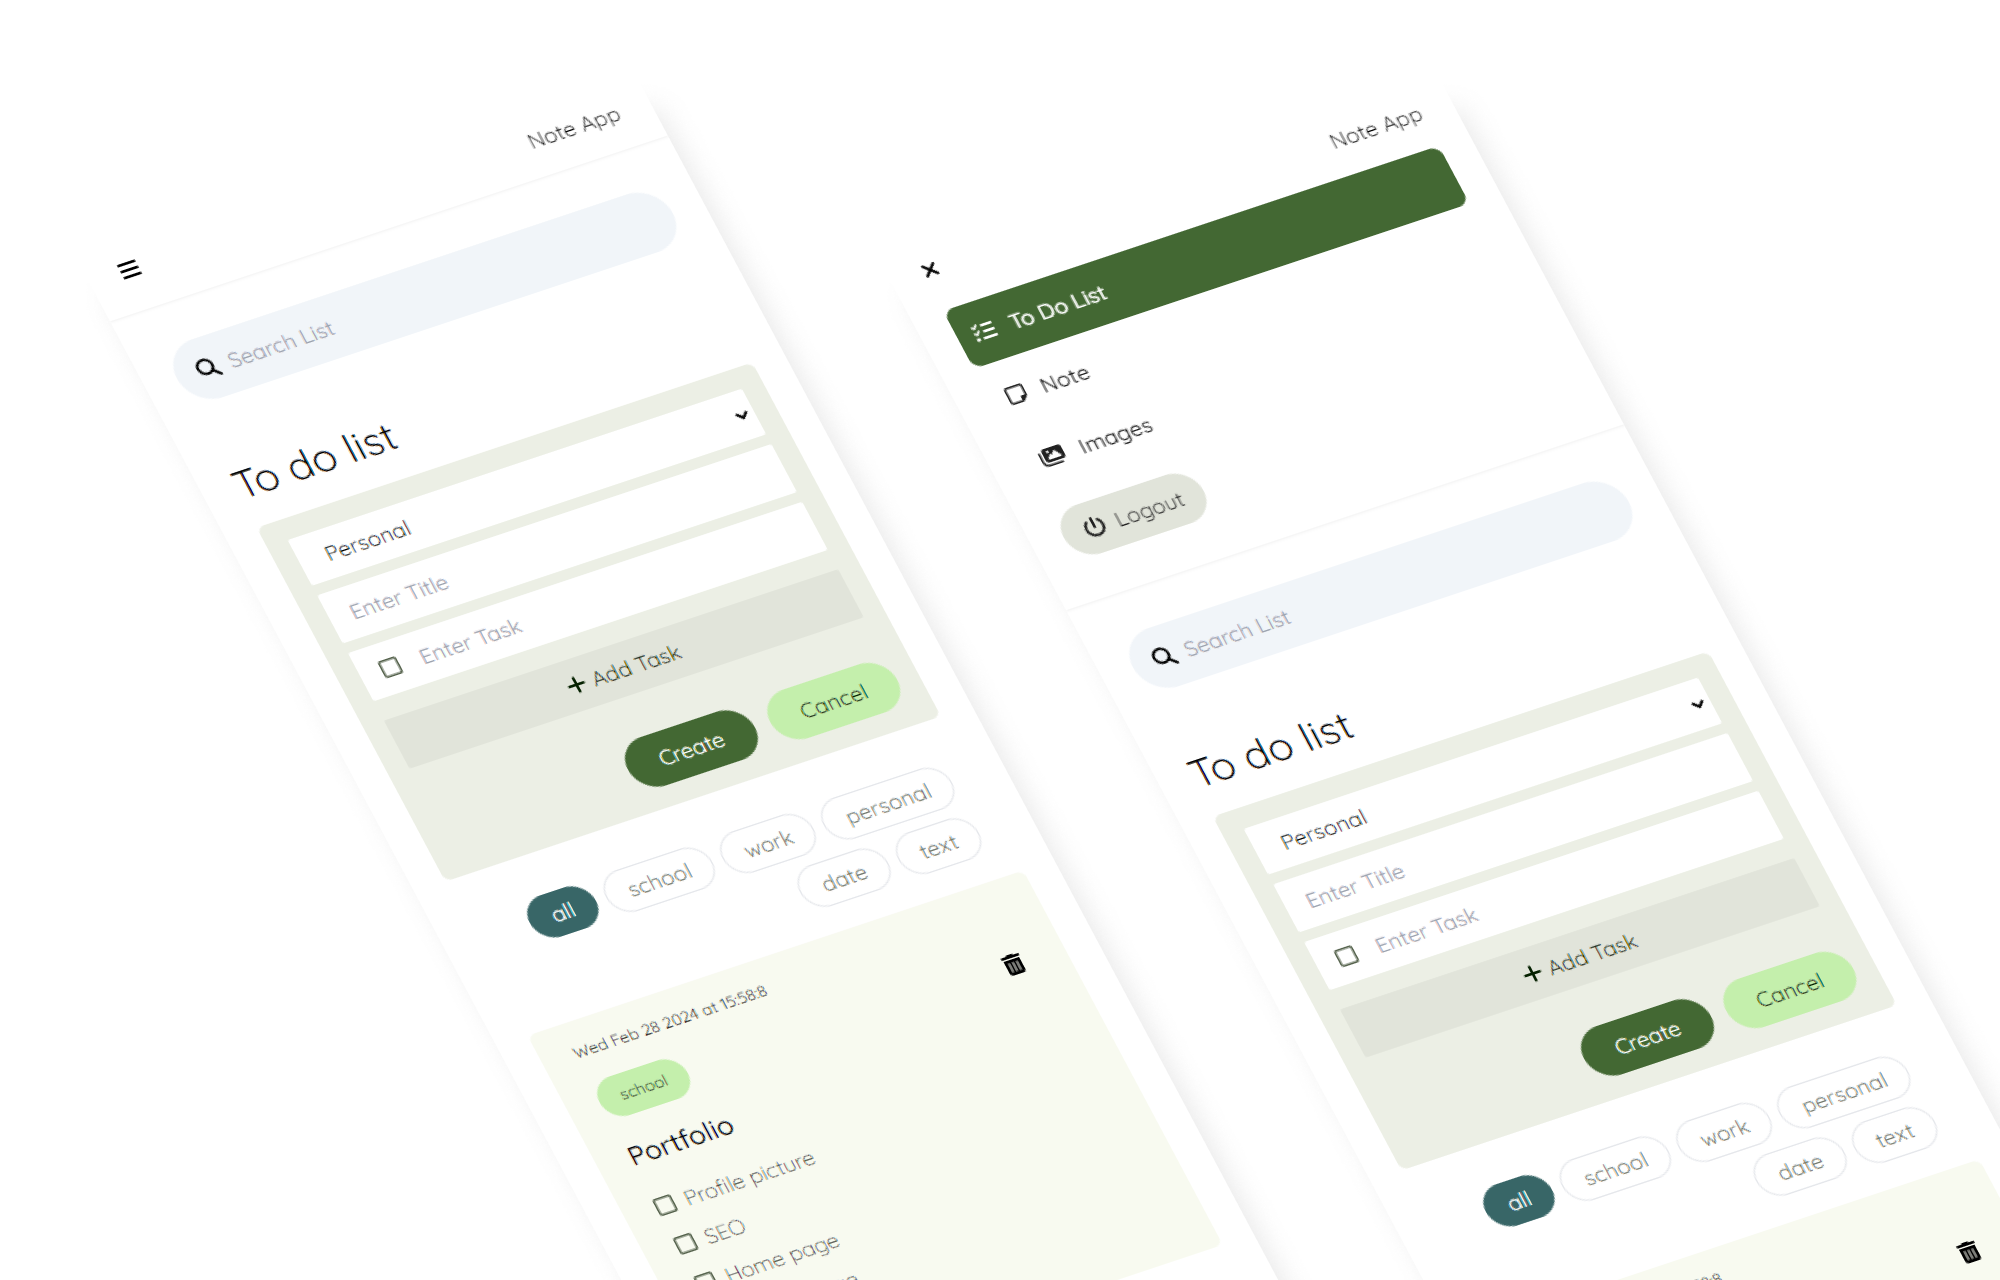 Note App
Search List
To do list
Personal
Enter Title
Enter Task
+ Add Task
Create
Cancel
all
school
work
personal
date
text
Wed Feb 28 2024 at 15:58:8
school
Portfolio
Profile picture
SEO
Home page
Note App
To Do List
Note
Images
Logout
Search List
To do list
Personal
Enter Title
Enter Task
+ Add Task
Create
Cancel
all
school
work
personal
date
text